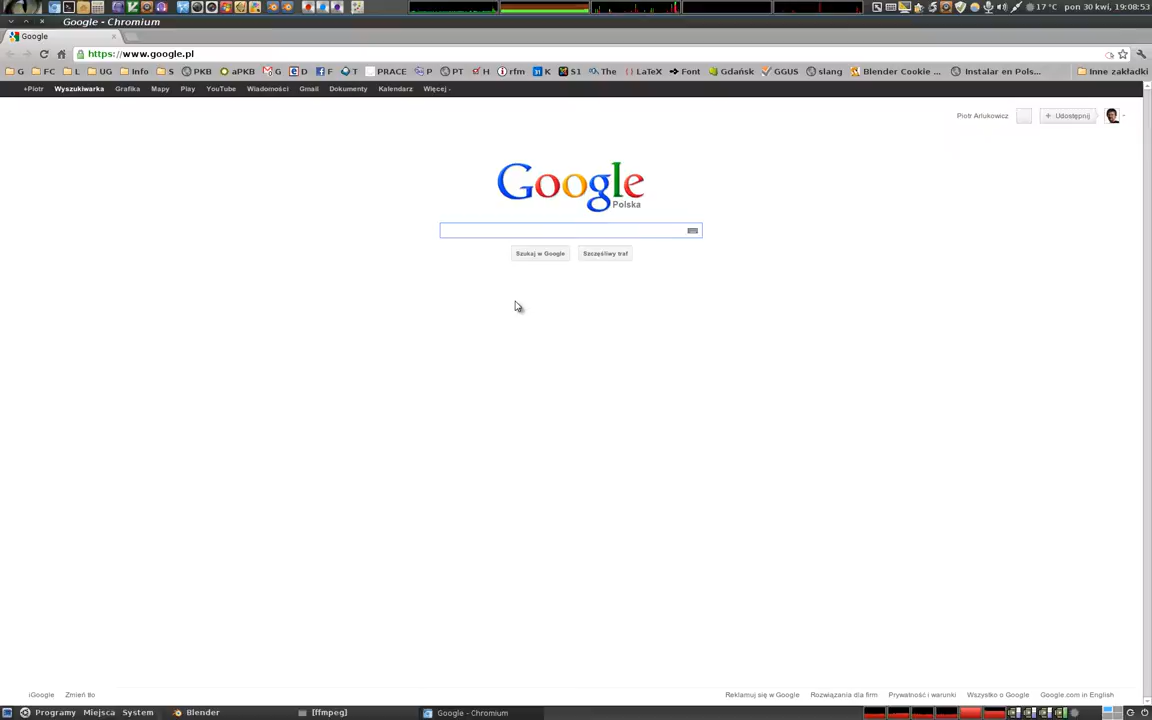 17 °C pon 30 kwi, 19:08:53
Google - Chromium
Google
https://www.google.pl
G FC L UG Info S PKB aPKB G D F T PRACE P PT H rfm K S1 The LaTeX Font Gdańsk GGUS slang Blender Cookie ... Instalar en Pols... Inne zakładki
+Piotr Wyszukiwarka Grafika Mapy Play YouTube Wiadomości Gmail Dokumenty Kalendarz Więcej
Piotr Arłukowicz + Udostępnij
Google
Polska
Szukaj w Google Szczęśliwy traf
iGoogle Zmień tło Reklamuj się w Google Rozwiązania dla firm Prywatność i warunki Wszystko o Google Google.com in English
Programy Miejsca System Blender [ffmpeg] Google - Chromium